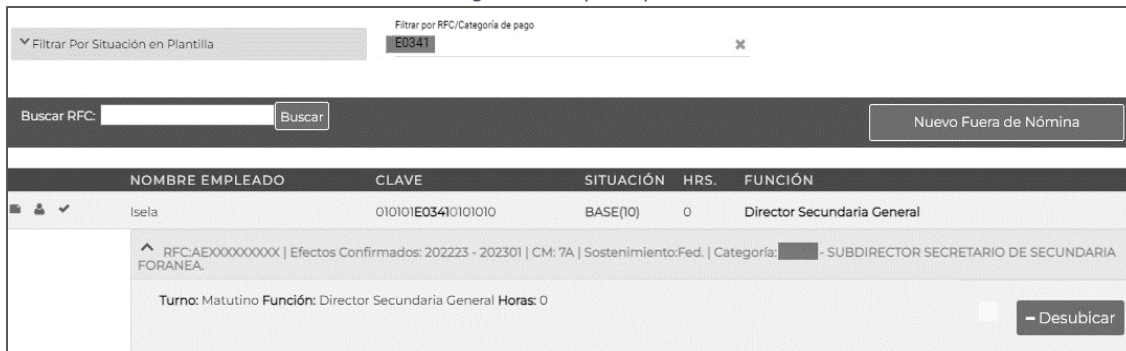 Filtrar Por Situación en Plantilla
Filtrar por RFC/Categoría de pago
E0341
Buscar RFC:
Buscar
Nuevo Fuera de Nómina
NOMBRE EMPLEADO CLAVE SITUACIÓN HRS. FUNCIÓN
Isela 010101E03410101010 BASE(10) 0 Director Secundaria General
RFC:AEXXXXXXXXX | Efectos Confirmados: 202223 - 202301 | CM: 7A | Sostenimiento:Fed. | Categoría: - SUBDIRECTOR SECRETARIO DE SECUNDARIA
FORANEA.
Turno: Matutino Función: Director Secundaria General Horas: 0
Desubicar